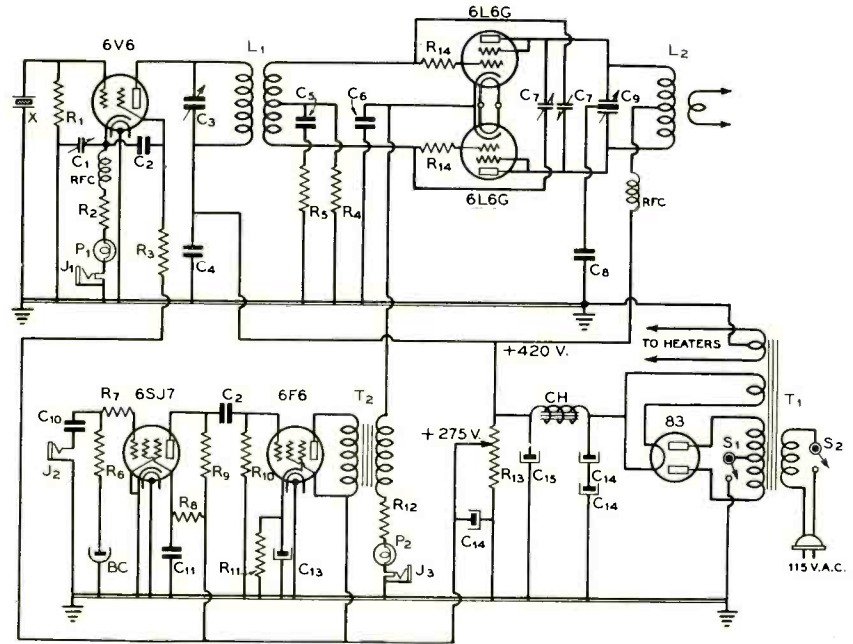 6V6
L1
6L6G
L2
R14
C5
C6
C7
C7
C9
X
R1
C3
C1
C2
RFC
R14
6L6G
RFC
R2
R5
R4
P1
R3
J1
C4
C8
TO HEATERS
+420 V.
R7
6SJ7
C2
6F6
T2
CH
83
T1
C10
+275 V.
S1
S2
J2
R6
R9
R10
R13
C15
C14
C14
R8
R12
C14
P2
BC
C11
R11
C13
J3
115 V.A.C.